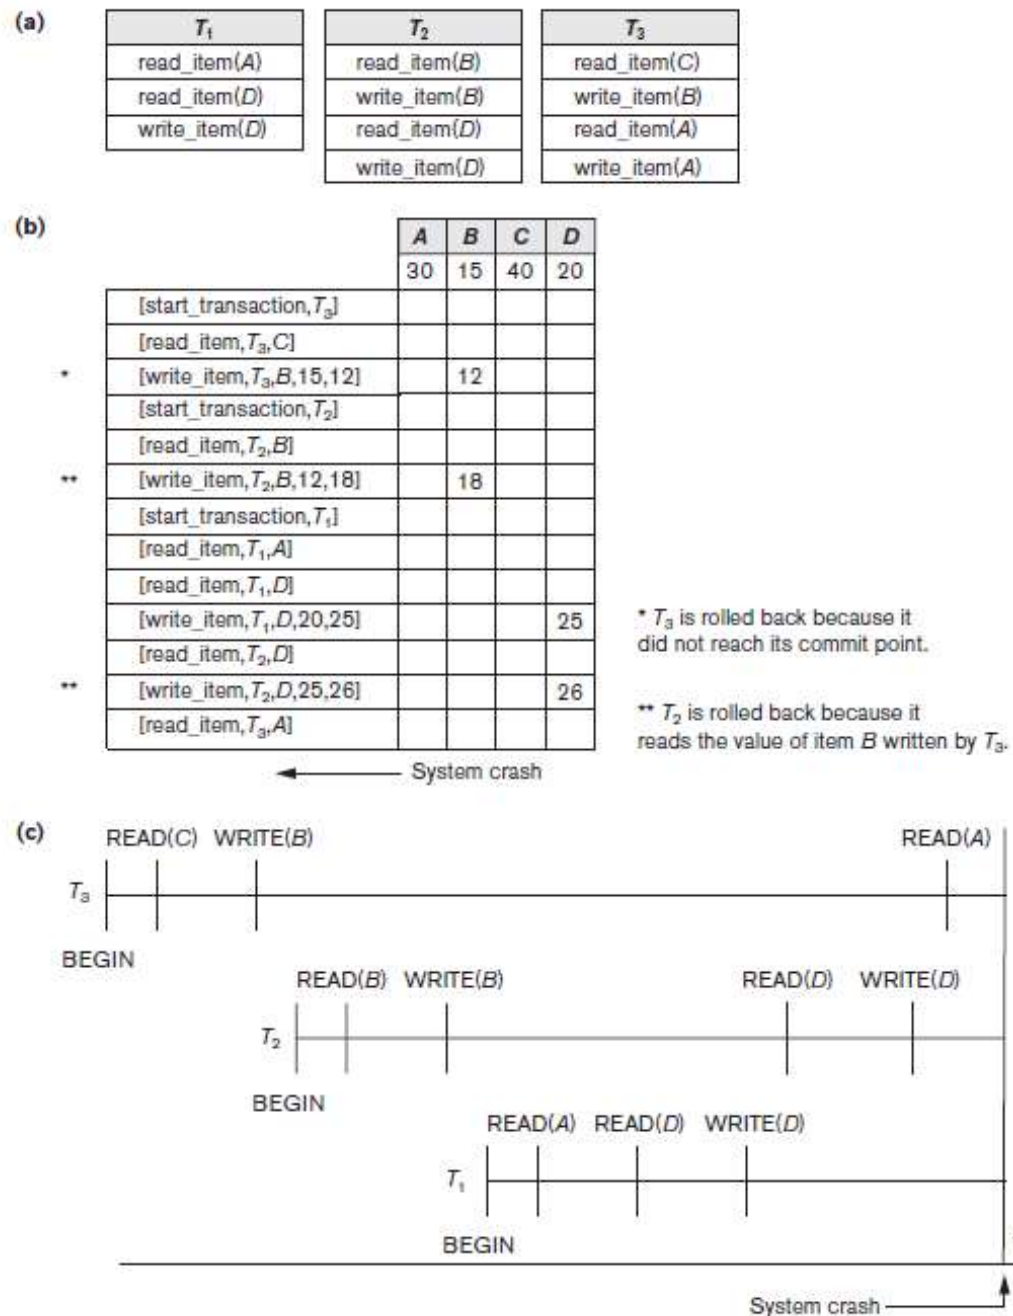 (a)
T₁ T₂ T₃
read_item(A) read_item(B) read_item(C)
read_item(D) write_item(B) write_item(B)
write_item(D) read_item(D) read_item(A)
write_item(D) write_item(A)
(b)
A B C D
30 15 40 20
[start_transaction,T₃]
[read_item,T₃,C]
* [write_item,T₃,B,15,12] 12
[start_transaction,T₂]
[read_item,T₂,B]
** [write_item,T₂,B,12,18] 18
[start_transaction,T₁]
[read_item,T₁,A]
[read_item,T₁,D]
[write_item,T₁,D,20,25] 25
[read_item,T₂,D]
** [write_item,T₂,D,25,26] 26
[read_item,T₃,A]
* T₃ is rolled back because it
did not reach its commit point.
** T₂ is rolled back because it
reads the value of item B written by T₃.
System crash
(c)
READ(C) WRITE(B) READ(A)
T₃
BEGIN
READ(B) WRITE(B) READ(D) WRITE(D)
T₂
BEGIN
READ(A) READ(D) WRITE(D)
T₁
BEGIN
System crash